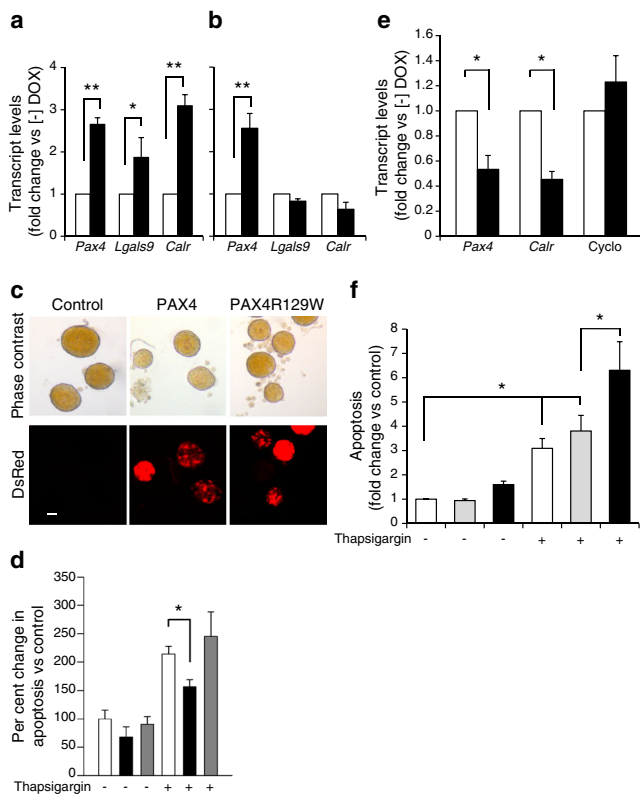 a
Transcript levels
(fold change vs [-] DOX)
4
3
2
1
0
** * **
Pax4 Lgals9 Calr
b
**
Pax4 Lgals9 Calr
e
Transcript levels
(fold change vs [-] DOX)
1.6
1.4
1.2
1.0
0.8
0.6
0.4
0.2
0
* *
Pax4 Calr Cyclo
c
Control PAX4 PAX4R129W
Phase contrast
DsRed
f
Apoptosis
(fold change vs control)
8
7
6
5
4
3
2
1
0
* *
Thapsigargin - - - + + +
d
Per cent change in
apoptosis vs control
350
300
250
200
150
100
50
0
*
Thapsigargin - - - + + +